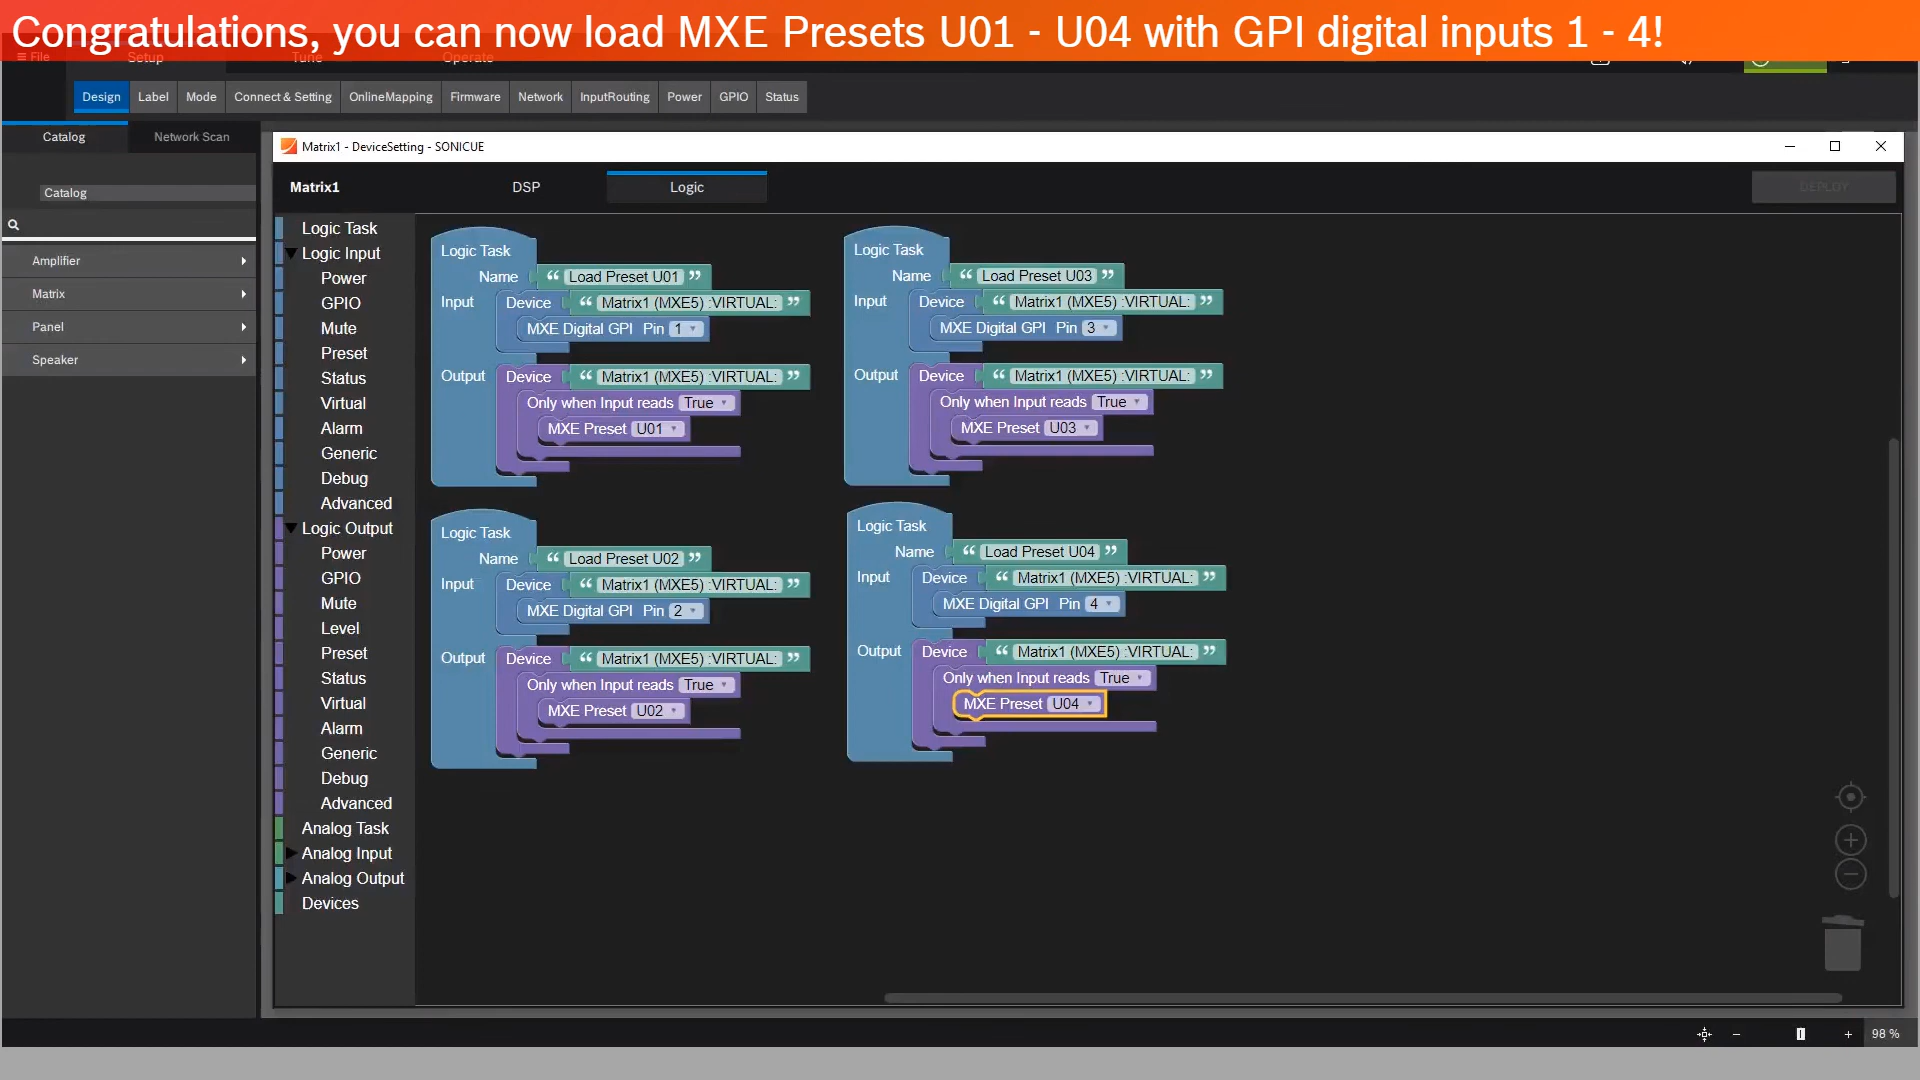 Congratulations, you can now load MXE Presets U01 - U04 with GPI digital inputs 1 - 4!
File
Setup
Tune
Operate
Design
Label
Mode
Connect & Setting
OnlineMapping
Firmware
Network
InputRouting
Power
GPIO
Status
Catalog
Network Scan
Catalog
Amplifier
Matrix
Panel
Speaker
Matrix1 - DeviceSetting - SONICUE
Matrix1
DSP
Logic
DEPLOY
Logic Task
Logic Input
Power
GPIO
Mute
Preset
Status
Virtual
Alarm
Generic
Debug
Advanced
Logic Output
Power
GPIO
Mute
Level
Preset
Status
Virtual
Alarm
Generic
Debug
Advanced
Analog Task
Analog Input
Analog Output
Devices
Logic Task
Name “ Load Preset U01 ”
Input Device “ Matrix1 (MXE5) :VIRTUAL: ”
MXE Digital GPI Pin 1
Output Device “ Matrix1 (MXE5) :VIRTUAL: ”
Only when Input reads True
MXE Preset U01
Logic Task
Name “ Load Preset U02 ”
Input Device “ Matrix1 (MXE5) :VIRTUAL: ”
MXE Digital GPI Pin 2
Output Device “ Matrix1 (MXE5) :VIRTUAL: ”
Only when Input reads True
MXE Preset U02
Logic Task
Name “ Load Preset U03 ”
Input Device “ Matrix1 (MXE5) :VIRTUAL: ”
MXE Digital GPI Pin 3
Output Device “ Matrix1 (MXE5) :VIRTUAL: ”
Only when Input reads True
MXE Preset U03
Logic Task
Name “ Load Preset U04 ”
Input Device “ Matrix1 (MXE5) :VIRTUAL: ”
MXE Digital GPI Pin 4
Output Device “ Matrix1 (MXE5) :VIRTUAL: ”
Only when Input reads True
MXE Preset U04
98 %